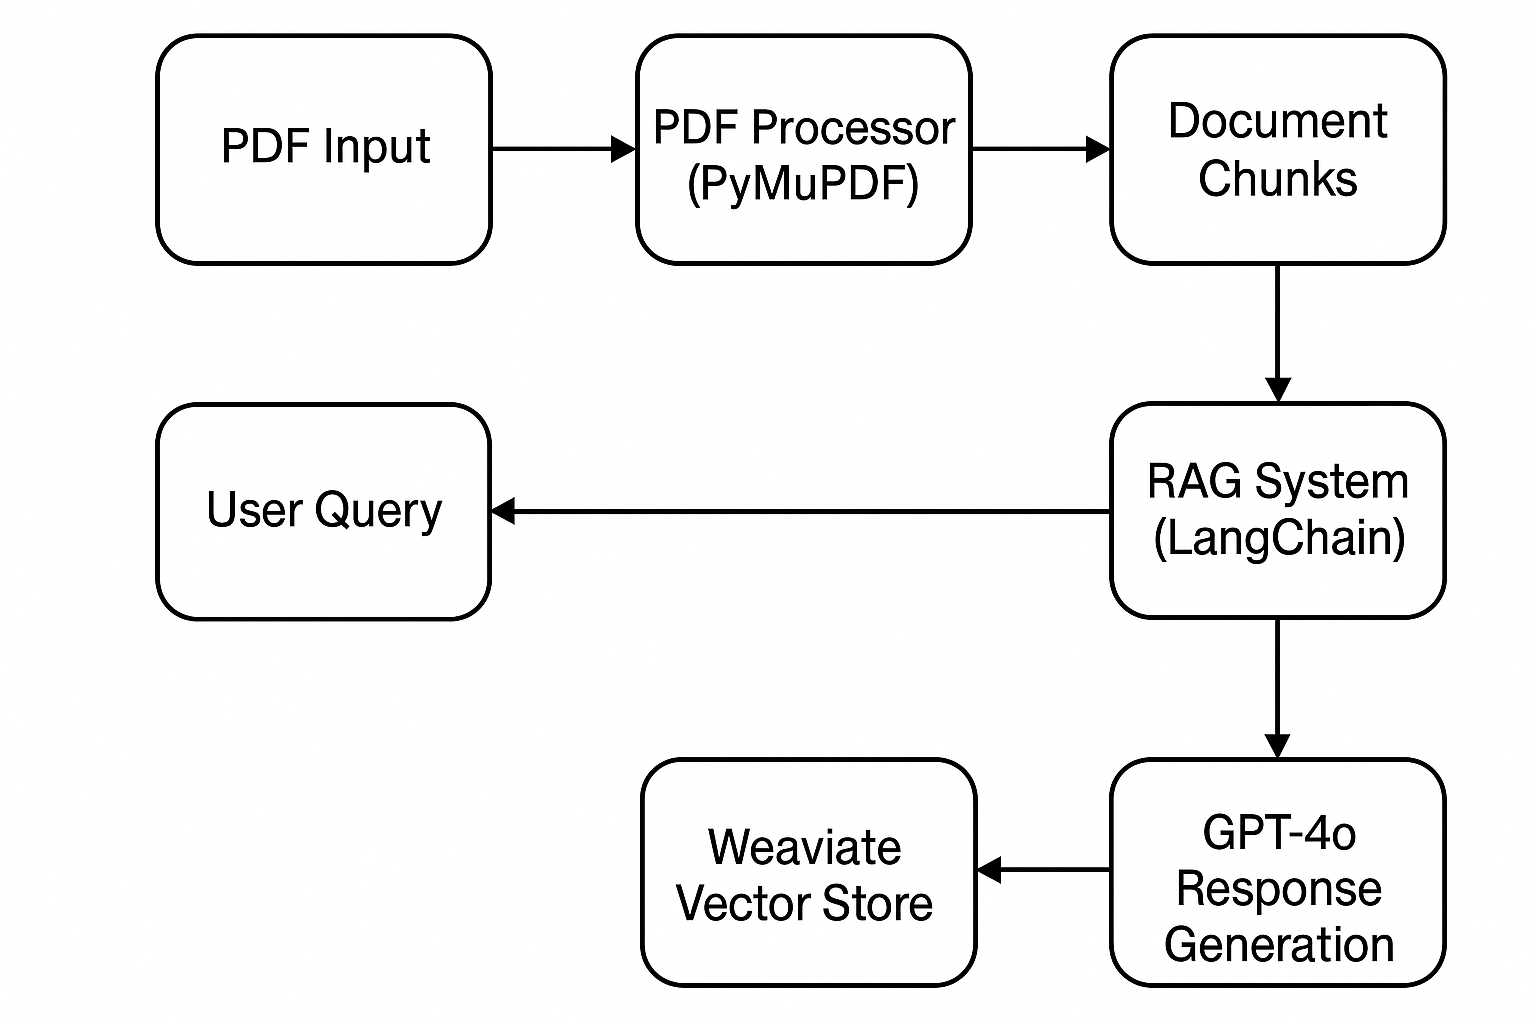 PDF Input
PDF Processor
(PyMuPDF)
Document
Chunks
User Query
RAG System
(LangChain)
Weaviate
Vector Store
GPT-4o
Response
Generation